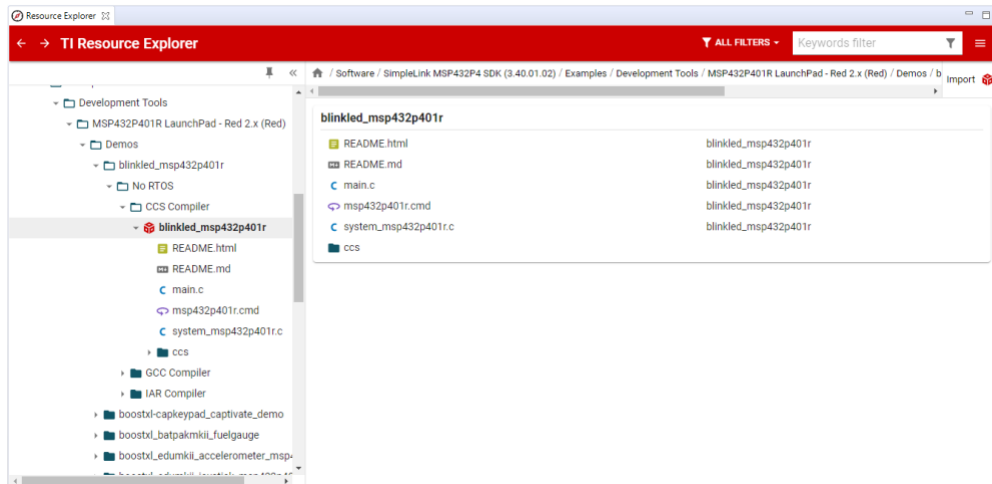 Resource Explorer
TI Resource Explorer
ALL FILTERS
Keywords filter
/ Software / SimpleLink MSP432P4 SDK (3.40.01.02) / Examples / Development Tools / MSP432P401R LaunchPad - Red 2.x (Red) / Demos / b
Import
Development Tools
MSP432P401R LaunchPad - Red 2.x (Red)
Demos
blinkled_msp432p401r
No RTOS
CCS Compiler
blinkled_msp432p401r
README.html
README.md
main.c
msp432p401r.cmd
system_msp432p401r.c
ccs
GCC Compiler
IAR Compiler
boostxl-capkeypad_captivate_demo
boostxl_batpakmkii_fuelgauge
boostxl_edumkii_accelerometer_msp4
blinkled_msp432p401r
README.html blinkled_msp432p401r
README.md blinkled_msp432p401r
main.c blinkled_msp432p401r
msp432p401r.cmd blinkled_msp432p401r
system_msp432p401r.c blinkled_msp432p401r
ccs